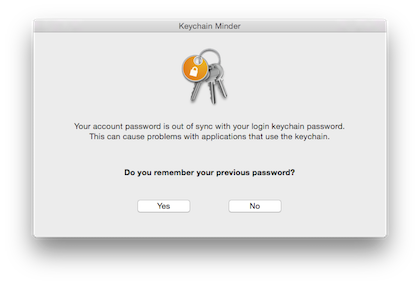 Keychain Minder
Your account password is out of sync with your login keychain password.
This can cause problems with applications that use the keychain.
Do you remember your previous password?
Yes
No